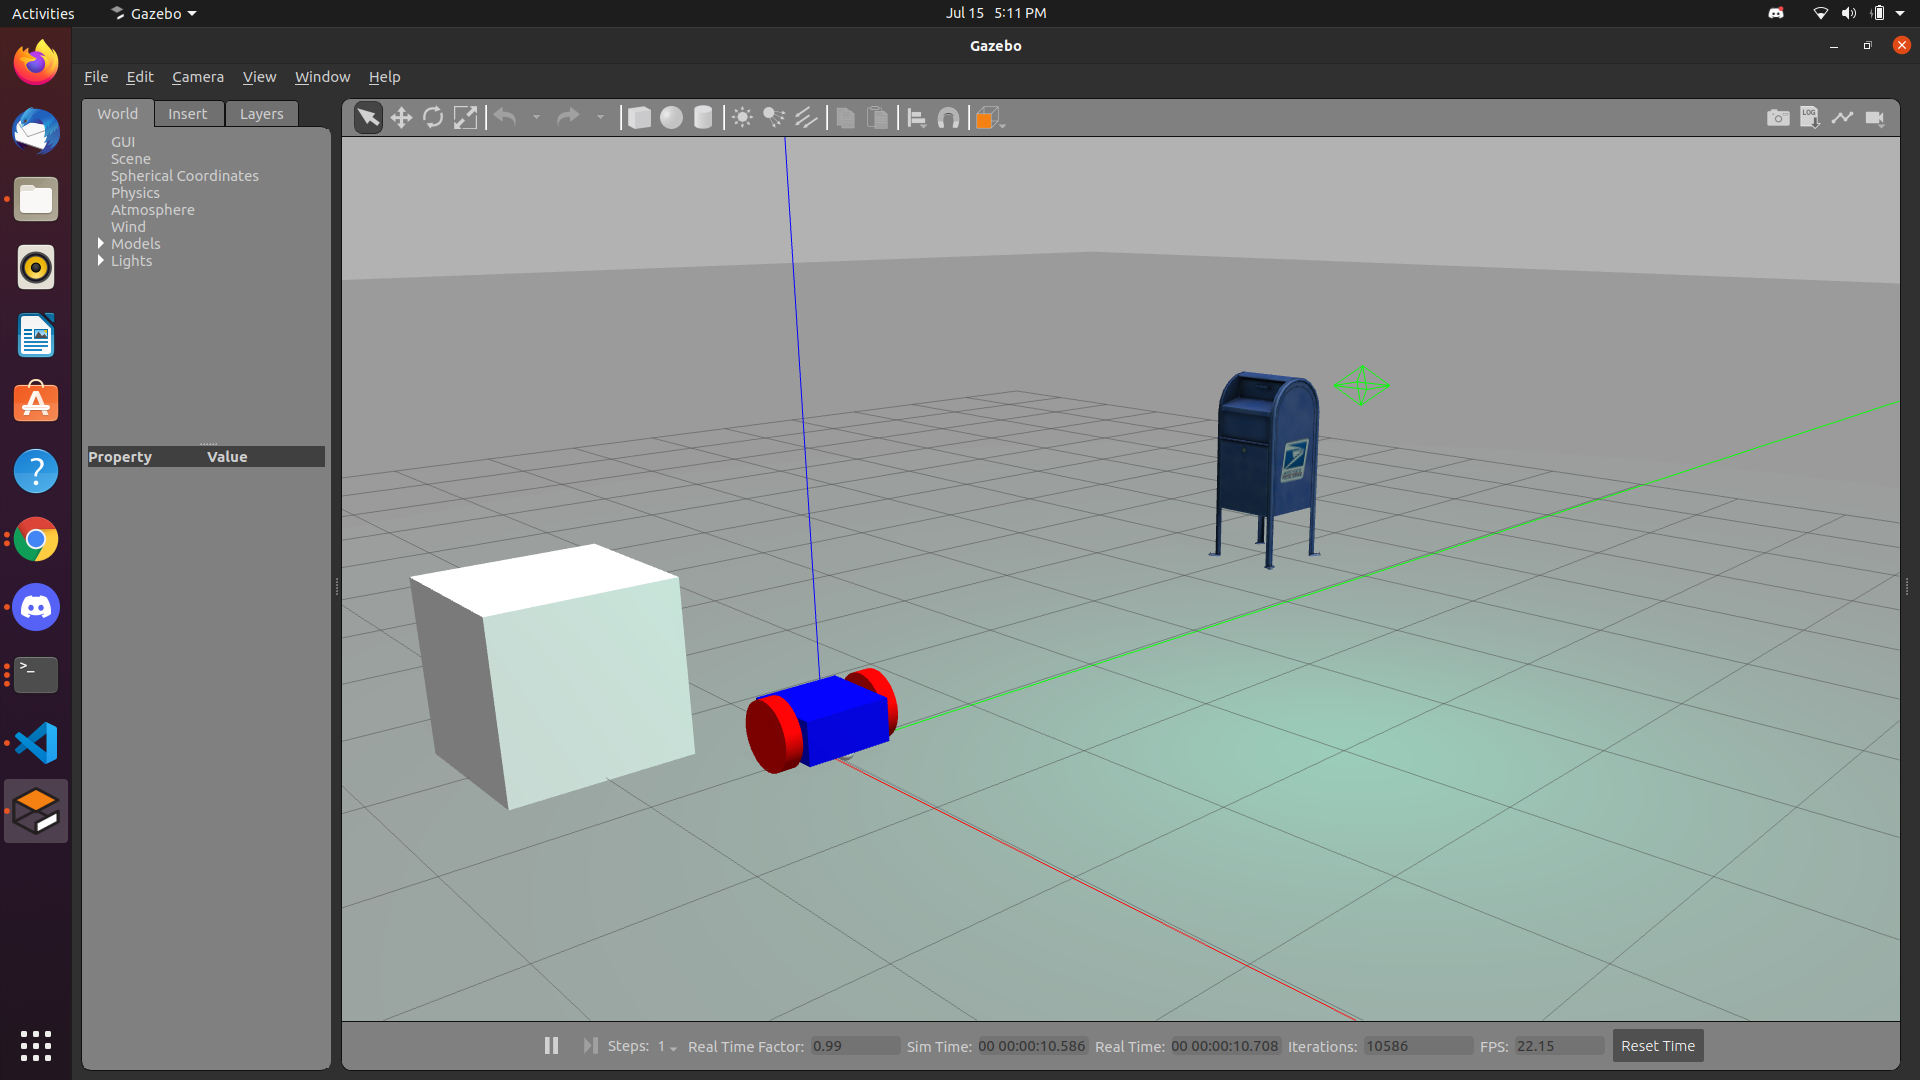 Activities
Gazebo
Jul 15 5:11 PM
Gazebo
File Edit Camera View Window Help
World Insert Layers
GUI
Scene
Spherical Coordinates
Physics
Atmosphere
Wind
Models
Lights
Property Value
LOG
?
>_
Steps: 1 Real Time Factor: 0.99 Sim Time: 00 00:00:10.586 Real Time: 00 00:00:10.708 Iterations: 10586 FPS: 22.15 Reset Time